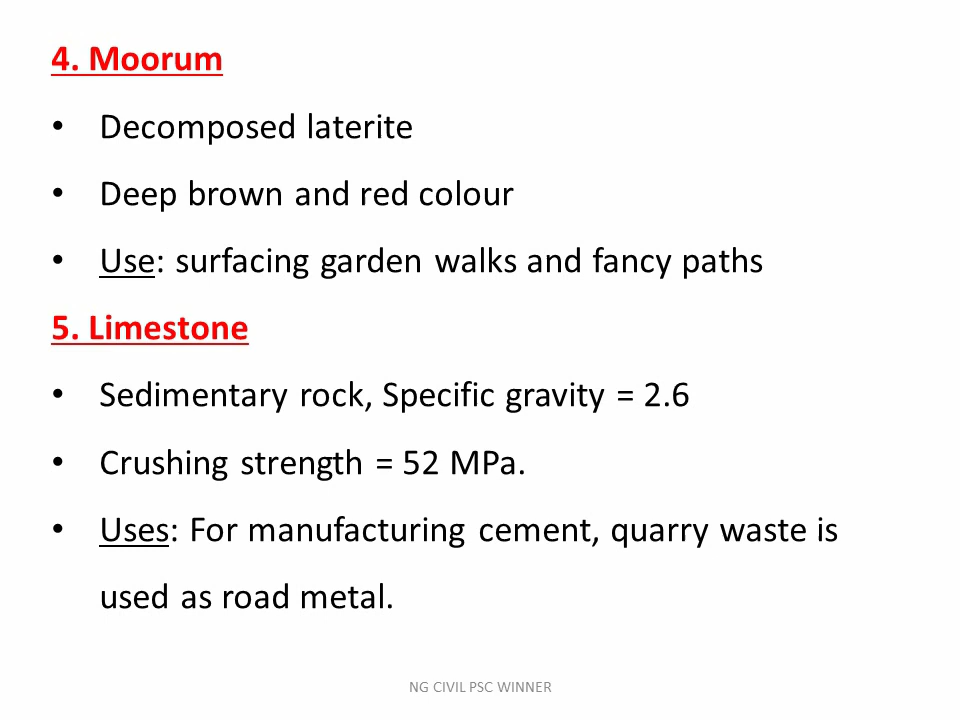 4. Moorum
• Decomposed laterite
• Deep brown and red colour
• Use: surfacing garden walks and fancy paths
5. Limestone
• Sedimentary rock, Specific gravity = 2.6
• Crushing strength = 52 MPa.
• Uses: For manufacturing cement, quarry waste is
used as road metal.
NG CIVIL PSC WINNER